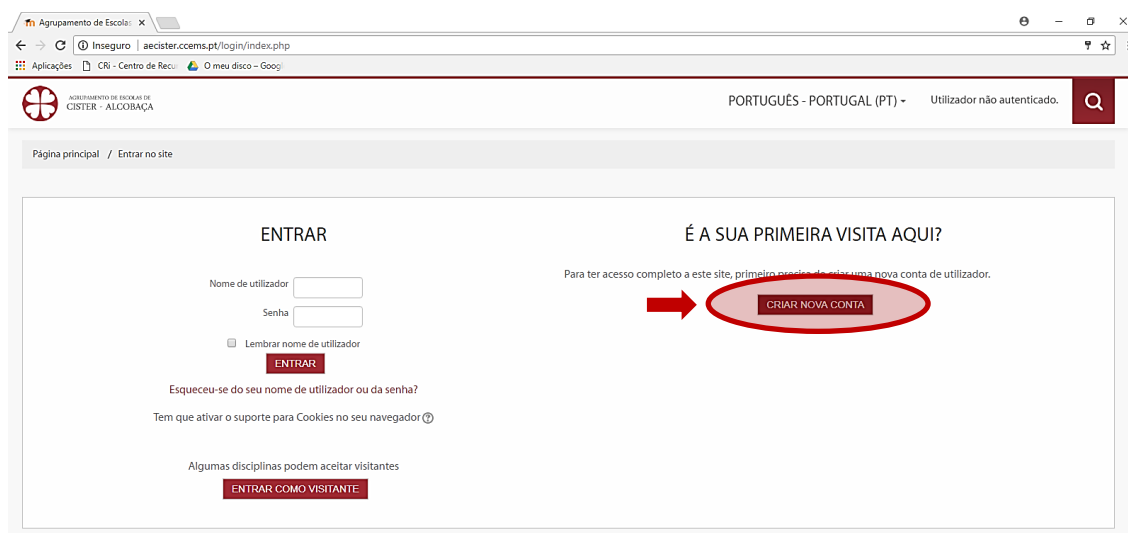 Agrupamento de Escolas
Inseguro | aecister.ccems.pt/login/index.php
Aplicações CRi - Centro de Recu O meu disco – Goog
AGRUPAMENTO DE ESCOLAS DE
CISTER - ALCOBAÇA
PORTUGUÊS - PORTUGAL (PT)
Utilizador não autenticado.
Página principal / Entrar no site
ENTRAR
Nome de utilizador
Senha
Lembrar nome de utilizador
ENTRAR
Esqueceu-se do seu nome de utilizador ou da senha?
Tem que ativar o suporte para Cookies no seu navegador ?
Algumas disciplinas podem aceitar visitantes
ENTRAR COMO VISITANTE
É A SUA PRIMEIRA VISITA AQUI?
Para ter acesso completo a este site, primeiro precisa de criar uma nova conta de utilizador.
CRIAR NOVA CONTA